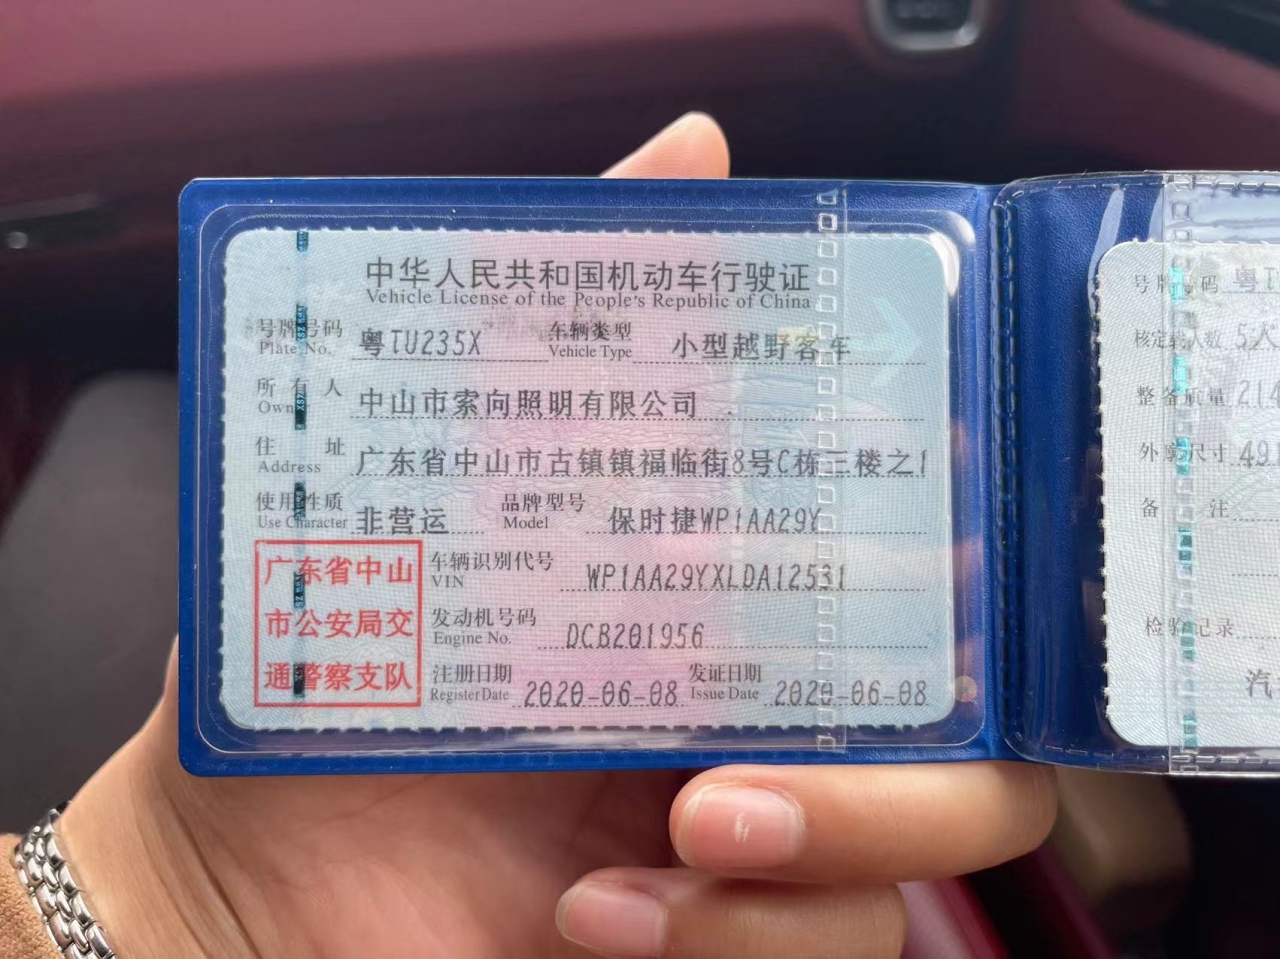 中华人民共和国机动车行驶证
Vehicle License of the People's Republic of China
号牌号码 粤TU235X 车辆类型 小型越野客车
Plate No. Vehicle Type
所有人 中山市索向照明有限公司
Owner
住址 广东省中山市古镇镇福临街8号C栋三楼之1
Address
使用性质 非营运 品牌型号 保时捷WP1AA29Y
Use Character Model
广东省中山
市公安局交
通警察支队
车辆识别代号 WP1AA29YXLDA12531
VIN
发动机号码 DCB201956
Engine No.
注册日期 2020-06-08 发证日期 2020-06-08
Register Date Issue Date
号牌号码 粤T
核定载人数 5人
整备质量 214
外廓尺寸 491
备注
检验记录
汽